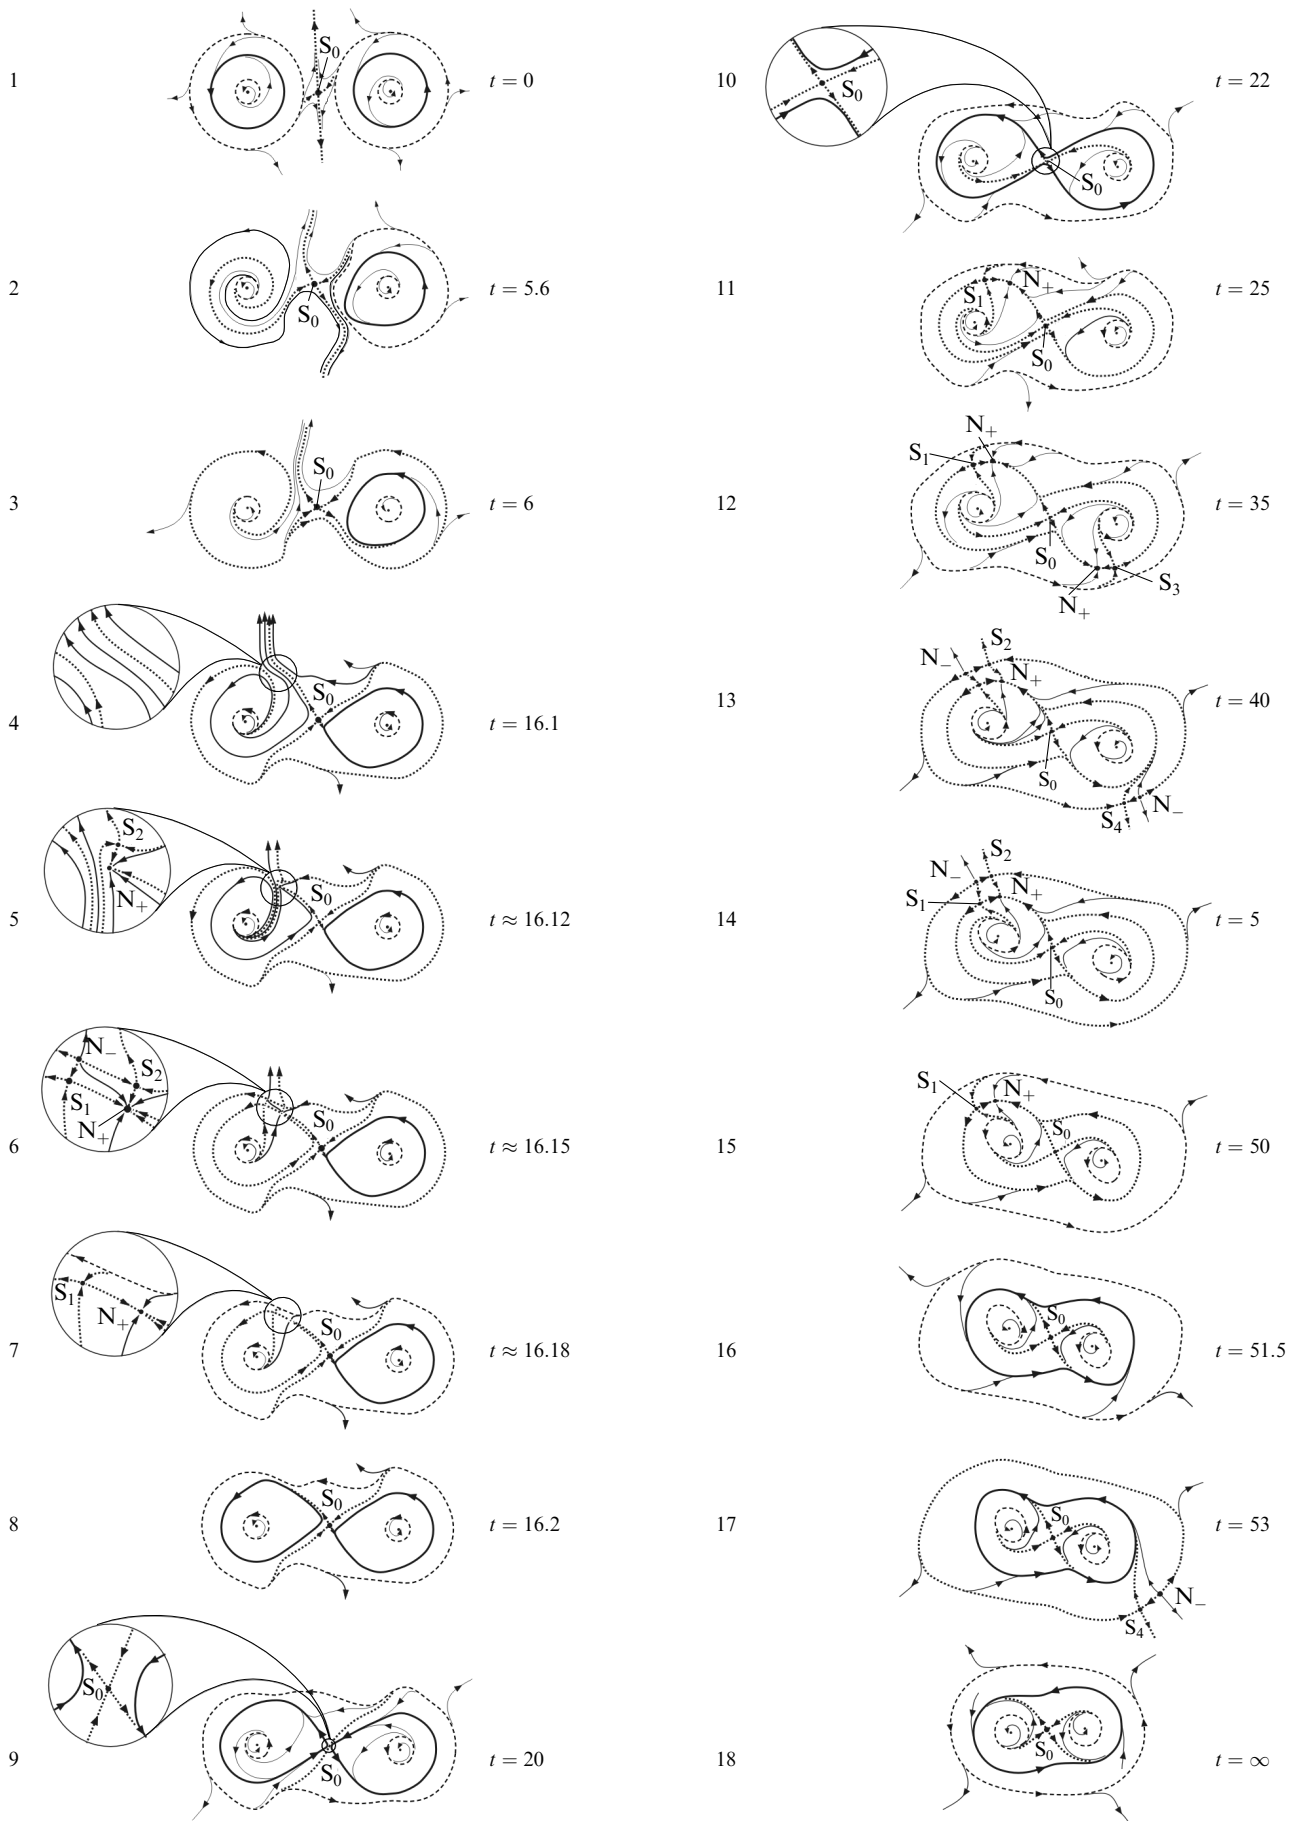 1 S₀ t = 0
2 S₀ t = 5.6
3 S₀ t = 6
4 S₀ t = 16.1
5 S₂ N₊ S₀ t ≈ 16.12
6 N₋ S₂ S₁ N₊ S₀ t ≈ 16.15
7 S₁ N₊ S₀ t ≈ 16.18
8 S₀ t = 16.2
9 S₀ S₀ t = 20
10 S₀ S₀ t = 22
11 S₁ N₊ S₀ t = 25
12 N₊ S₁ S₀ S₃ N₊ t = 35
13 S₂ N₋ N₊ S₀ N₋ S₄ t = 40
14 S₂ N₋ N₊ S₁ S₀ t = 5
15 S₁ N₊ S₀ t = 50
16 S₀ t = 51.5
17 S₀ N₋ S₄ t = 53
18 S₀ t = ∞